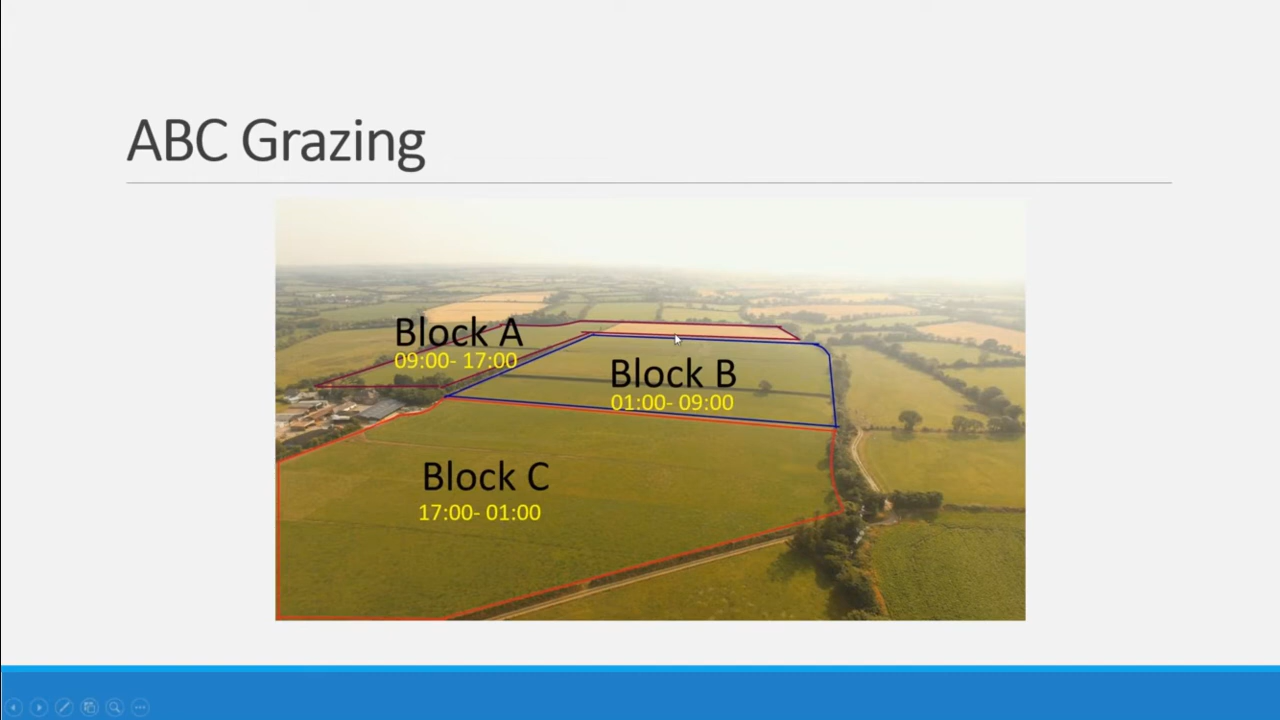 ABC Grazing
Block A
09:00- 17:00
Block B
01:00- 09:00
Block C
17:00- 01:00